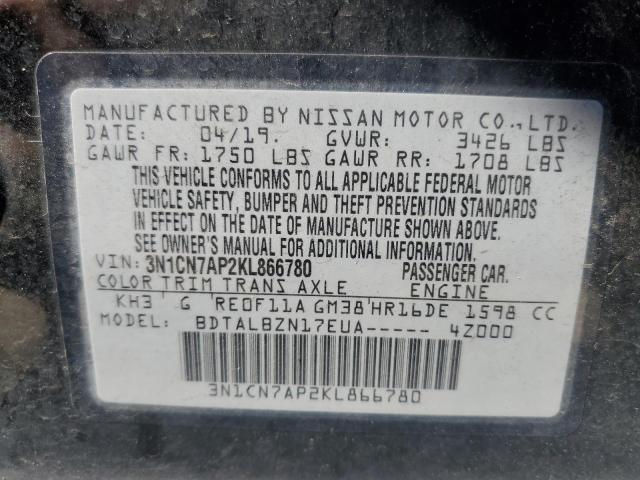 MANUFACTURED BY NISSAN MOTOR CO.,LTD.
DATE: 04/19. GVWR: 3426 LBS
GAWR FR: 1750 LBS GAWR RR: 1708 LBS
THIS VEHICLE CONFORMS TO ALL APPLICABLE FEDERAL MOTOR
VEHICLE SAFETY, BUMPER AND THEFT PREVENTION STANDARDS
IN EFFECT ON THE DATE OF MANUFACTURE SHOWN ABOVE.
SEE OWNER'S MANUAL FOR ADDITIONAL INFORMATION.
VIN: 3N1CN7AP2KL866780 PASSENGER CAR.
COLOR TRIM TRANS AXLE ENGINE
KH3 G RE0F11A GM38 HR16DE 1598 CC
MODEL: BDTALBZN17EUA----- 4Z000
3N1CN7AP2KL866780